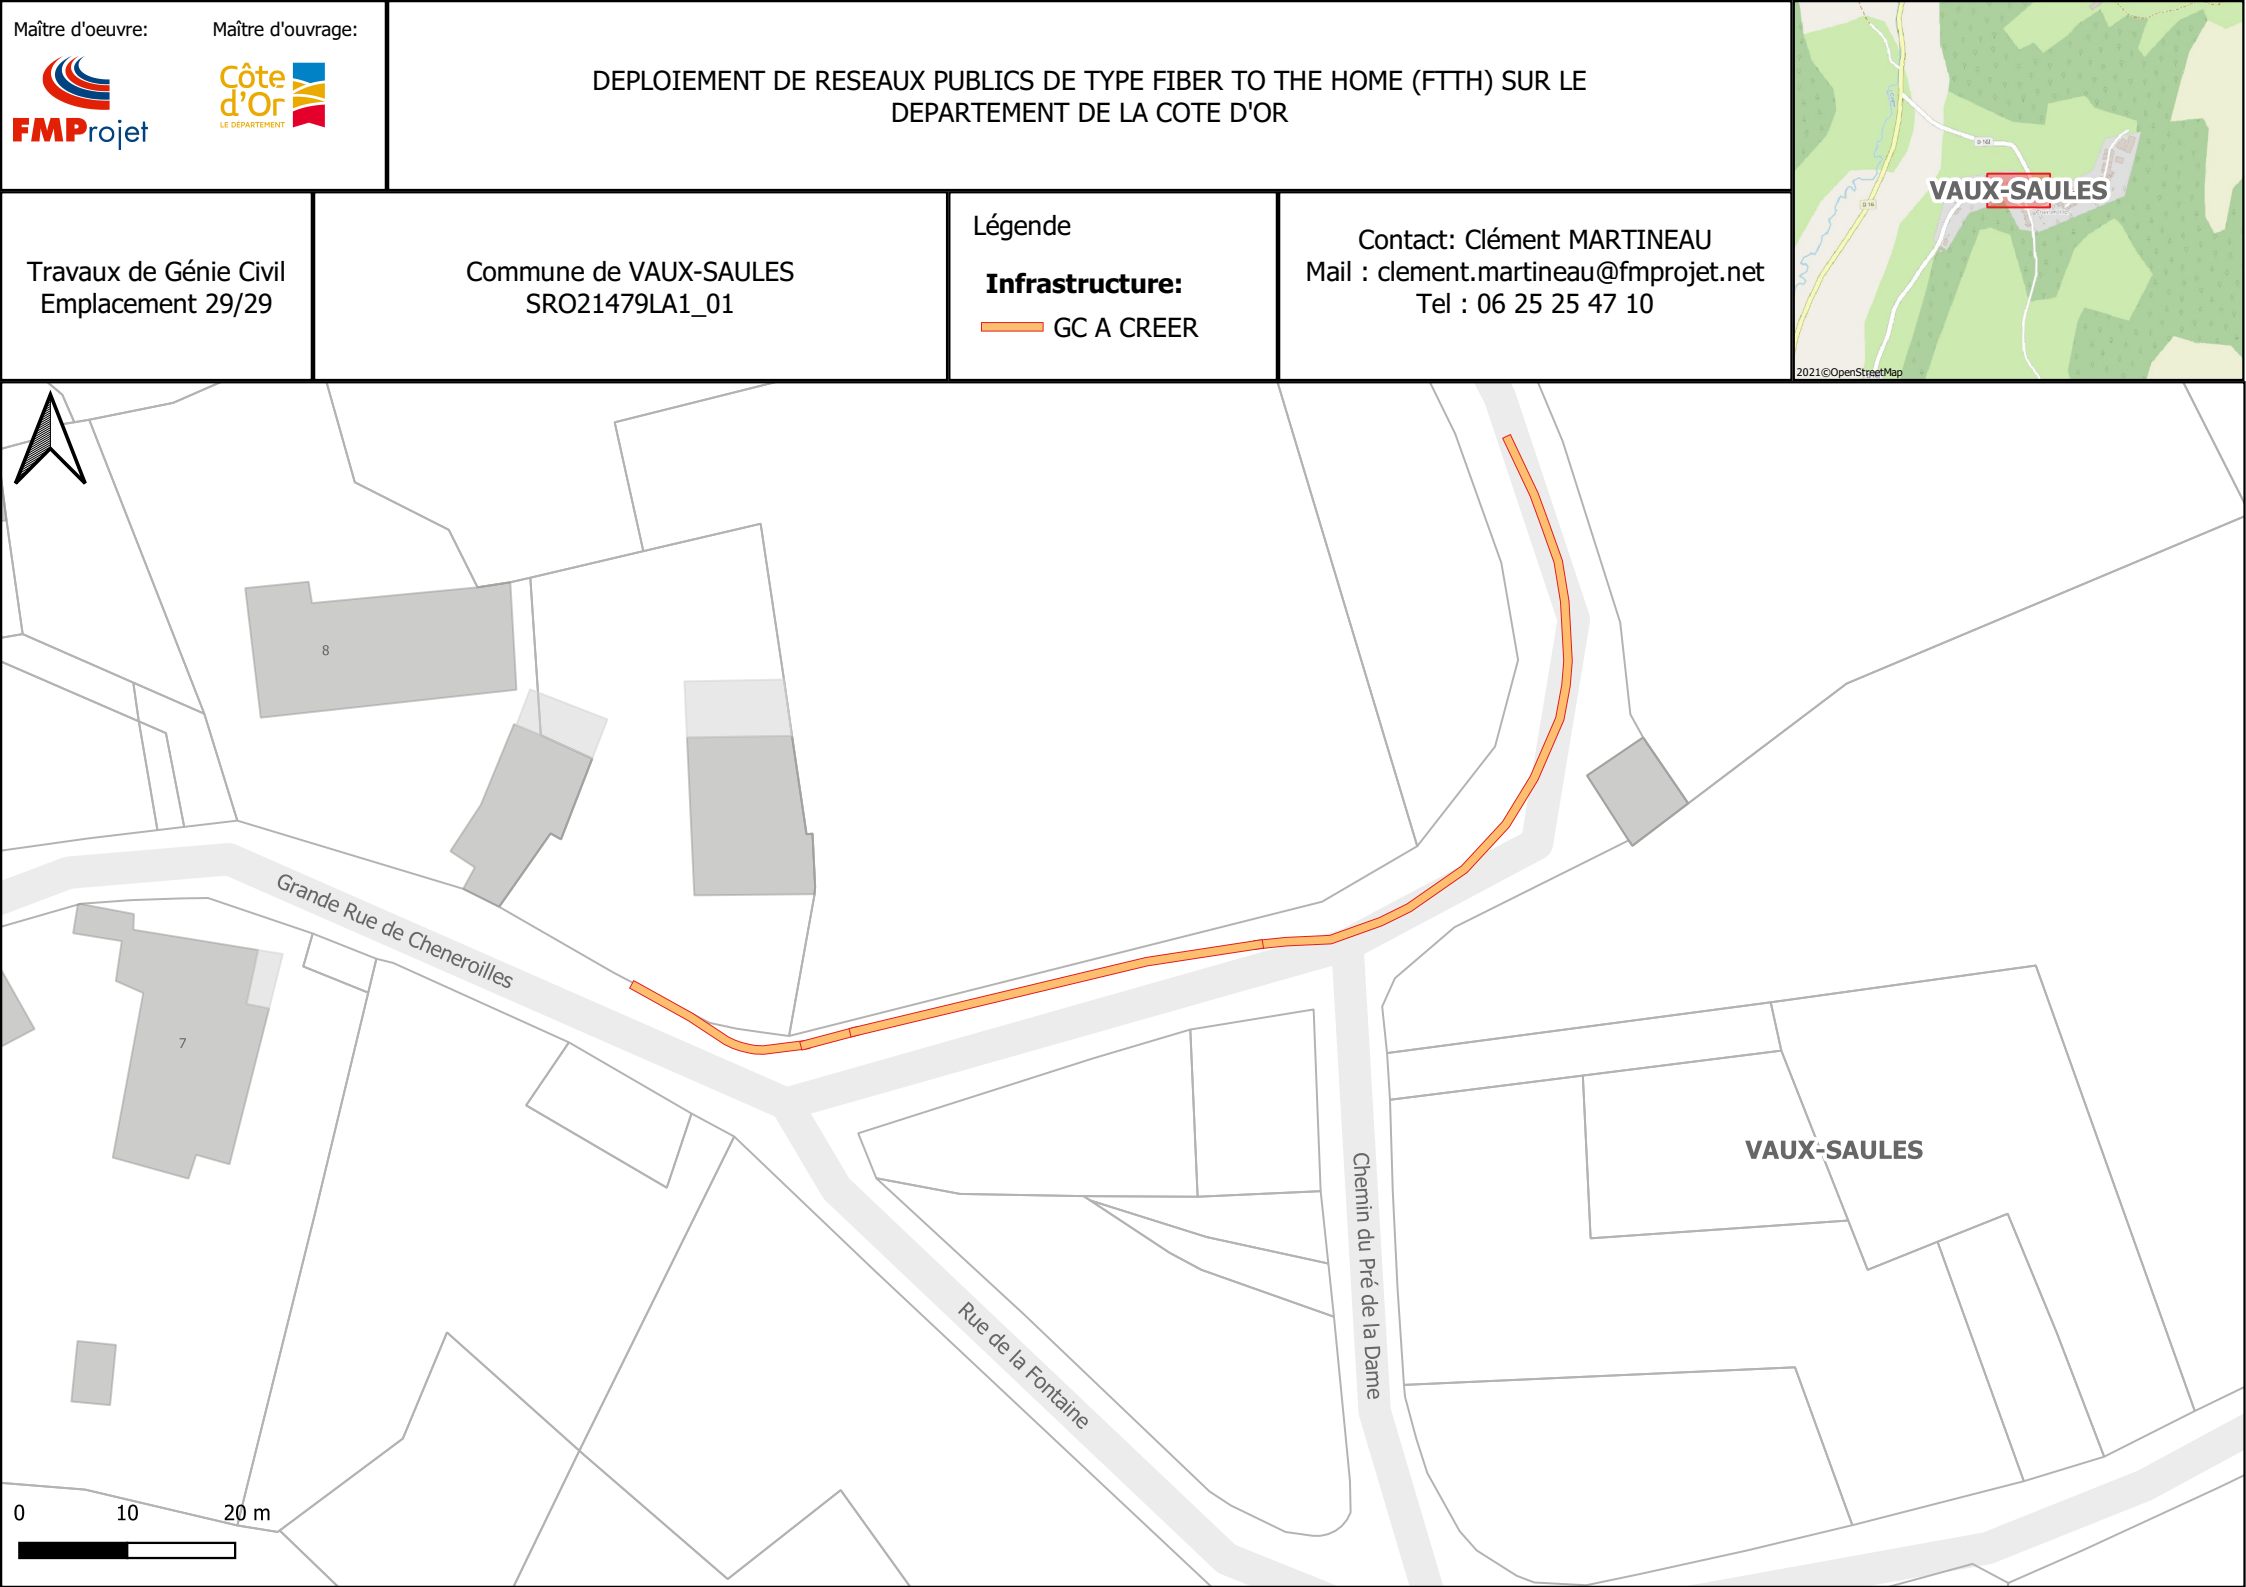 Maître d'oeuvre:
Maître d'ouvrage:
FMProjet
Côte
d'Or
LE DÉPARTEMENT
DEPLOIEMENT DE RESEAUX PUBLICS DE TYPE FIBER TO THE HOME (FTTH) SUR LE
DEPARTEMENT DE LA COTE D'OR
Travaux de Génie Civil
Emplacement 29/29
Commune de VAUX-SAULES
SRO21479LA1_01
Légende
Infrastructure:
GC A CREER
Contact: Clément MARTINEAU
Mail : clement.martineau@fmprojet.net
Tel : 06 25 25 47 10
VAUX-SAULES
D 16
2021©OpenStreetMap
8
Grande Rue de Cheneroilles
7
VAUX-SAULES
Chemin du Pré de la Dame
Rue de la Fontaine
0 10 20 m